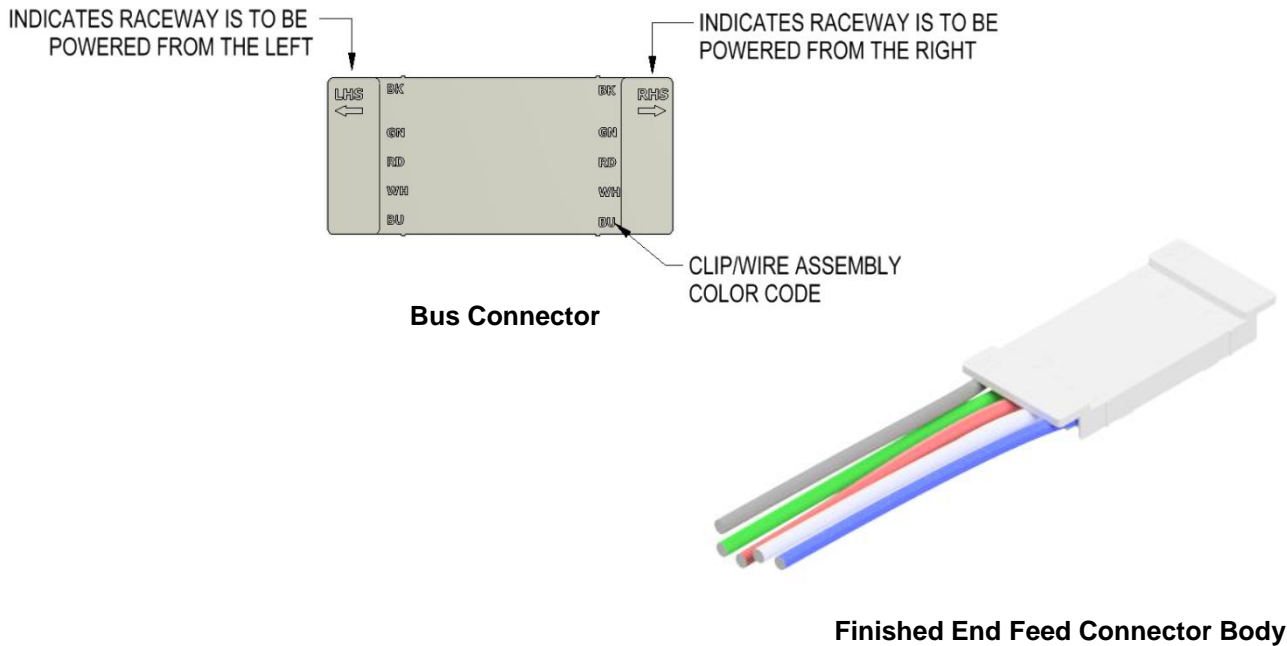 INDICATES RACEWAY IS TO BE
POWERED FROM THE LEFT
INDICATES RACEWAY IS TO BE
POWERED FROM THE RIGHT
LHS
BK
GN
RD
WH
BU
BK
GN
RD
WH
BU
RHS
CLIP/WIRE ASSEMBLY
COLOR CODE
Bus Connector
Finished End Feed Connector Body